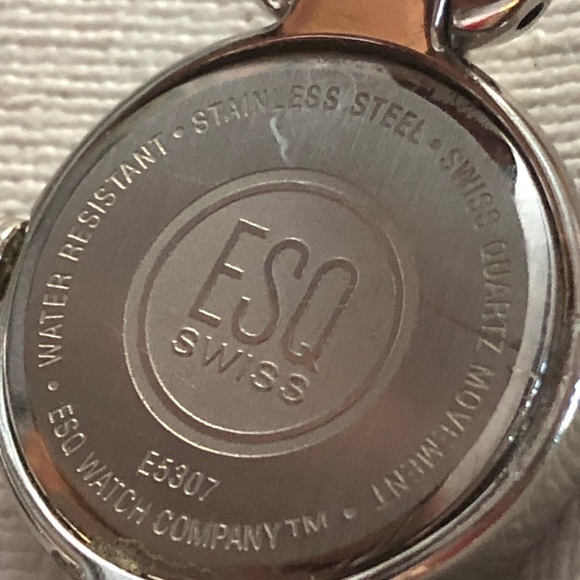 WATER RESISTANT • STAINLESS STEEL • SWISS QUARTZ MOVEMENT •
ESQ
SWISS
E5307
ESQ WATCH COMPANY™ •